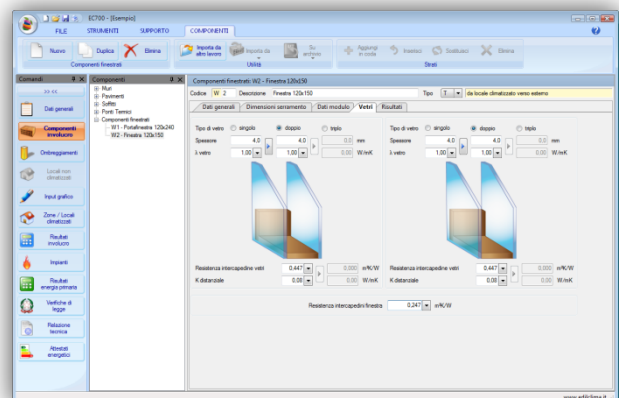 EC700 - [Esempio]
FILE STRUMENTI SUPPORTO COMPONENTI
Nuovo Duplica Elimina Importa da altro lavoro Importa da Su archivio Aggiungi in coda Inserisci Sostituisci Elimina
Componenti finestrati Utilità Strati
Comandi Componenti Componenti finestrati: W2 - Finestra 120x150
>> <<
Codice W 2 Descrizione Finestra 120x150 Tipo T da locale climatizzato verso esterno
Dati generali Dimensioni serramento Dati modulo Vetri Risultati
Muri
Pavimenti
Soffitti
Ponti Termici
Componenti finestrati
W1 - Portafinestra 120x240
W2 - Finestra 120x150
Dati generali
Componenti involucro
Ombreggiamenti
Locali non climatizzati
Input grafico
Zone / Locali climatizzati
Risultati involucro
Impianti
Risultati energia primaria
Verifiche di legge
Relazione tecnica
Attestati energetici
Tipo di vetro singolo doppio triplo Tipo di vetro singolo doppio triplo
Spessore 4,0 4,0 0,0 mm Spessore 4,0 4,0 0,0 mm
λ vetro 1,00 1,00 0,00 W/mK λ vetro 1,00 1,00 0,00 W/mK
Resistenza intercapedine vetri 0,447 0,000 m²K/W Resistenza intercapedine vetri 0,447 0,000 m²K/W
K distanziale 0,08 0,00 W/mK K distanziale 0,08 0,00 W/mK
Resistenza intercapedini finestra 0,247 m²K/W
www.edilclima.it